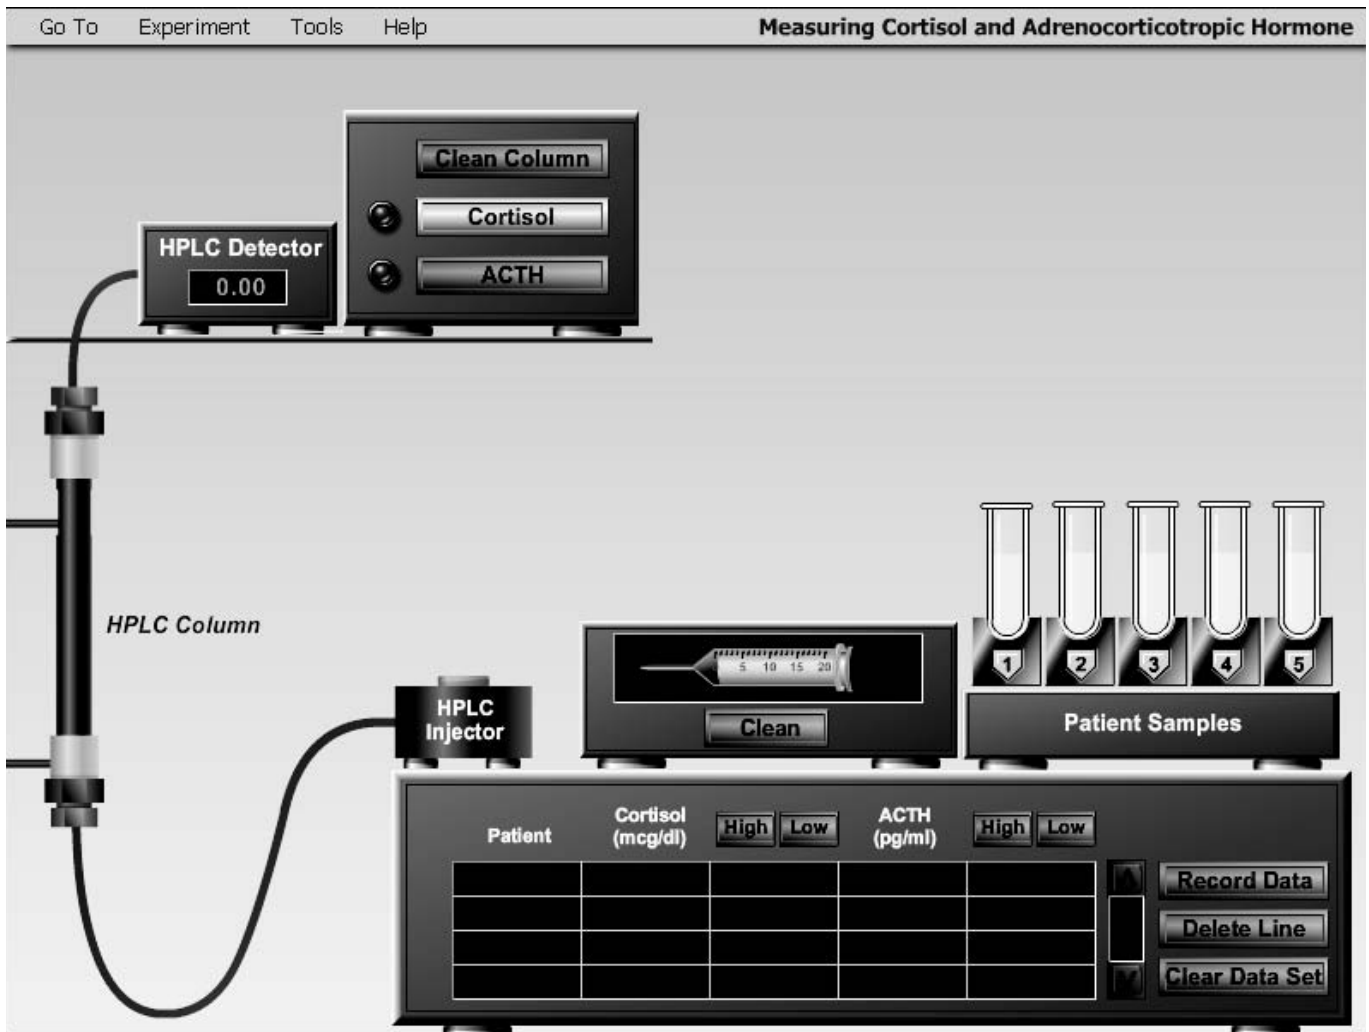 Go To Experiment Tools Help Measuring Cortisol and Adrenocorticotropic Hormone
Clean Column
Cortisol
ACTH
HPLC Detector
0.00
HPLC Column
HPLC
Injector
5 10 15 20
Clean
1 2 3 4 5
Patient Samples
Patient
Cortisol
(mcg/dl)
High Low
ACTH
(pg/ml)
High Low
Record Data
Delete Line
Clear Data Set